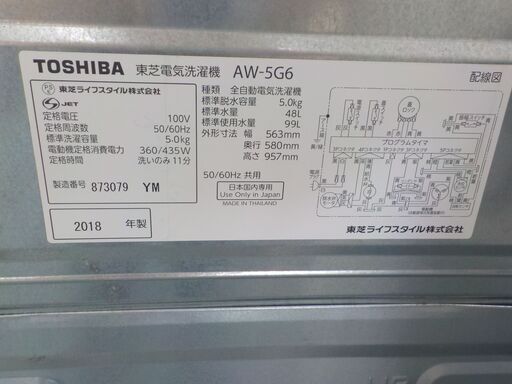 TOSHIBA 東芝電気洗濯機 AW-5G6
配線図
PS E
東芝ライフスタイル株式会社
JET
定格電圧 100V
定格周波数 50/60Hz
標準洗濯容量 5.0kg
電動機定格消費電力 360/435W
定格時間 洗いのみ 11分
製造番号 873079 YM
2018 年製
種類 全自動電気洗濯機
標準脱水容量 5.0kg
標準水量 48L
標準使用水量 99L
外形寸法 幅 563mm
奥行 580mm
高さ 957mm
50/60Hz 共用
日本国内専用
Use Only in Japan
MADE IN THAILAND
蓋
ロック
プログラムタイマ
東芝ライフスタイル株式会社